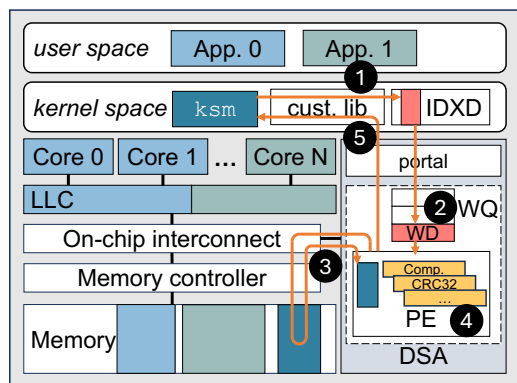 user space App. 0 App. 1
1
kernel space ksm cust. lib IDXD
5
Core 0 Core 1 ... Core N
portal
LLC
2 WQ
WD
On-chip interconnect
3
Memory controller
Comp.
CRC32
...
PE 4
Memory
DSA